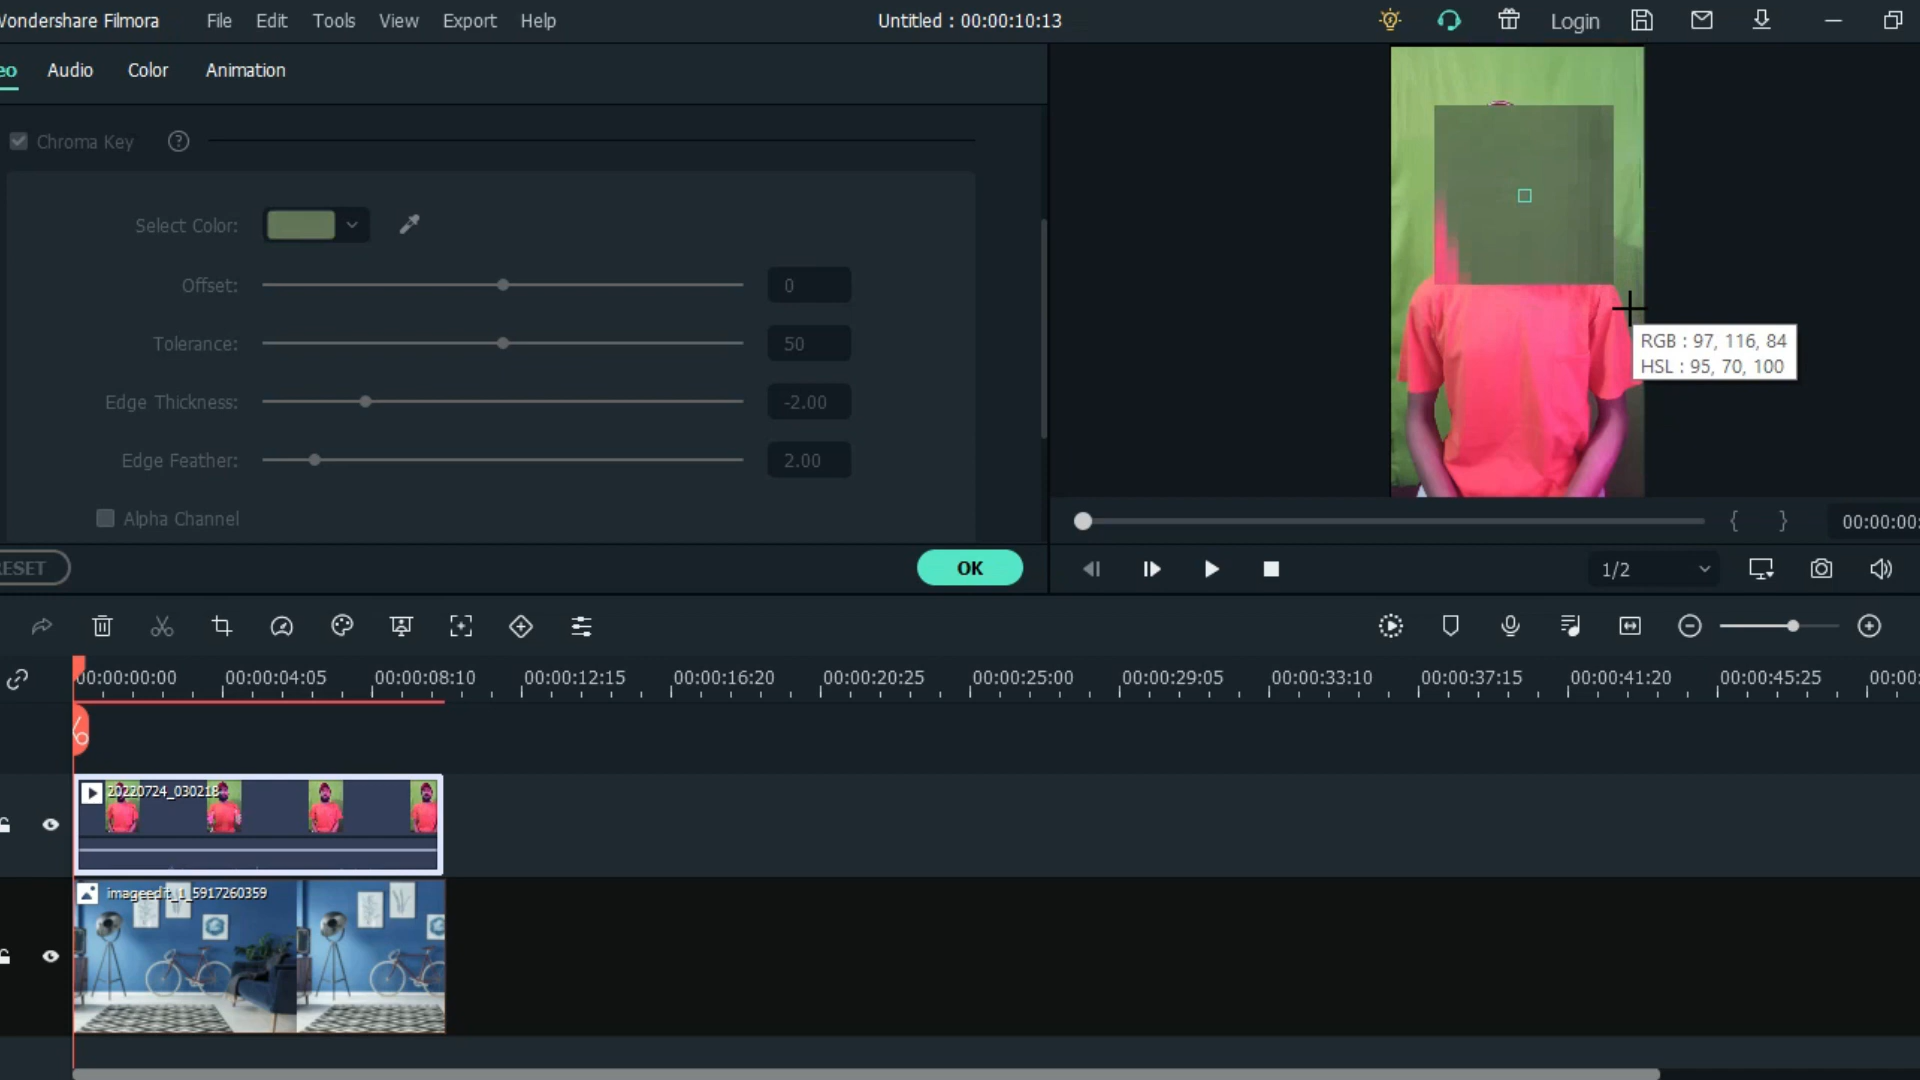 Wondershare Filmora File Edit Tools View Export Help Untitled : 00:00:10:13 Login
eo Audio Color Animation
Chroma Key ?
Select Color:
Offset: 0
Tolerance: 50
Edge Thickness: -2.00
Edge Feather: 2.00
Alpha Channel
RGB : 97, 116, 84
HSL : 95, 70, 100
{ } 00:00:00:
RESET OK
1/2
00:00:00:00 00:00:04:05 00:00:08:10 00:00:12:15 00:00:16:20 00:00:20:25 00:00:25:00 00:00:29:05 00:00:33:10 00:00:37:15 00:00:41:20 00:00:45:25 00:00:
20220724_030218
imageedit_1_5917260359